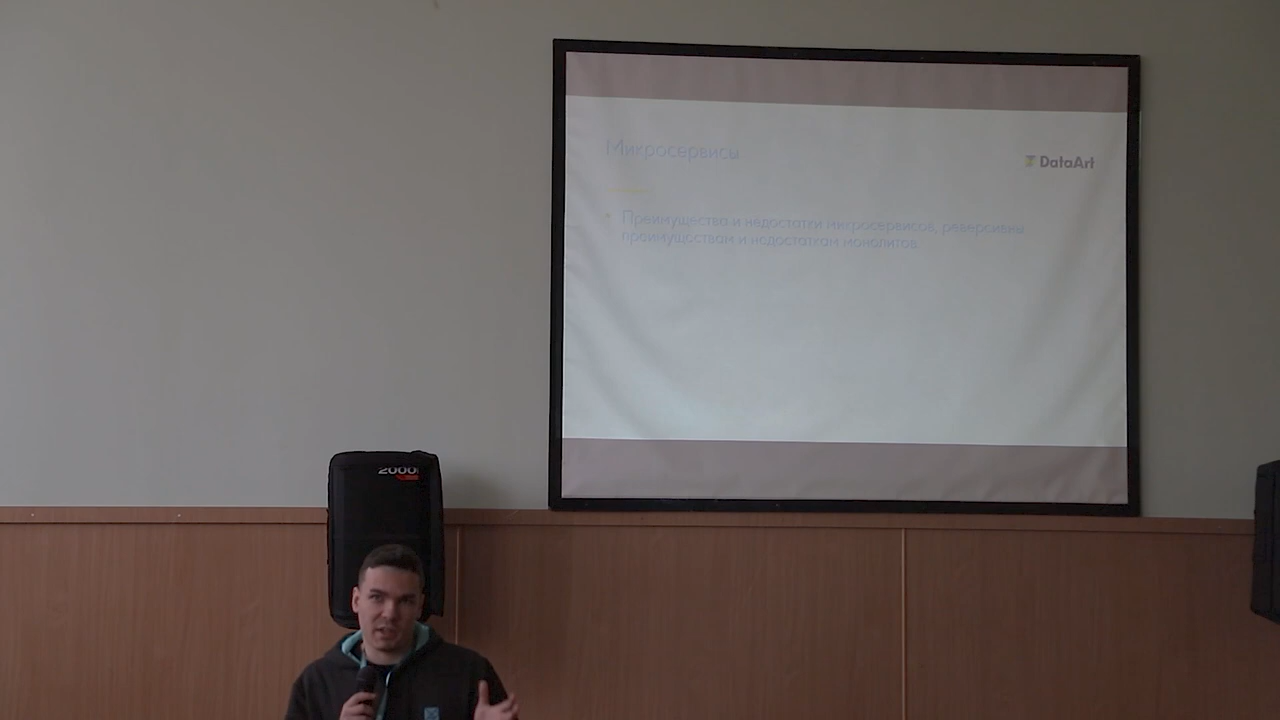 Микросервисы
DataArt
Преимущества и недостатки микросервисов, реверсивны
преимуществам и недостаткам монолитов
2000